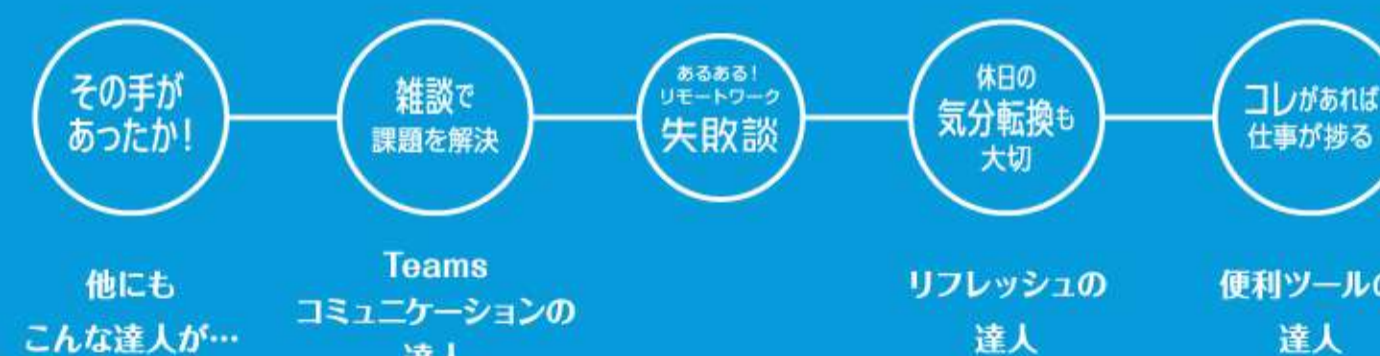 その手が
あったか!
雑談で
課題を解決
あるある!
リモートワーク
失敗談
休日の
気分転換も
大切
コレがあれば
仕事が捗る
他にも
こんな達人が…
Teams
コミュニケーションの
達人
リフレッシュの
達人
便利ツールの
達人